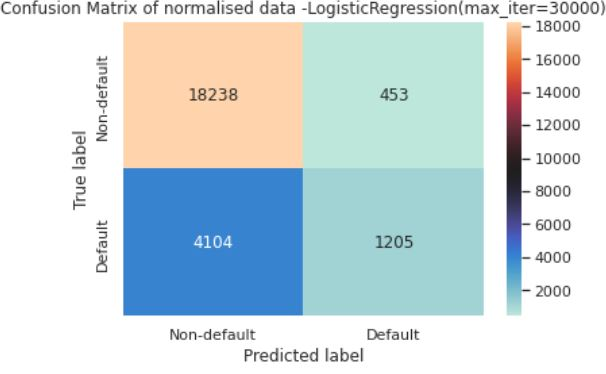 Confusion Matrix of normalised data -LogisticRegression(max_iter=30000)
True label
Non-default
Default
18238
453
4104
1205
Non-default
Default
Predicted label
18000
16000
14000
12000
10000
8000
6000
4000
2000